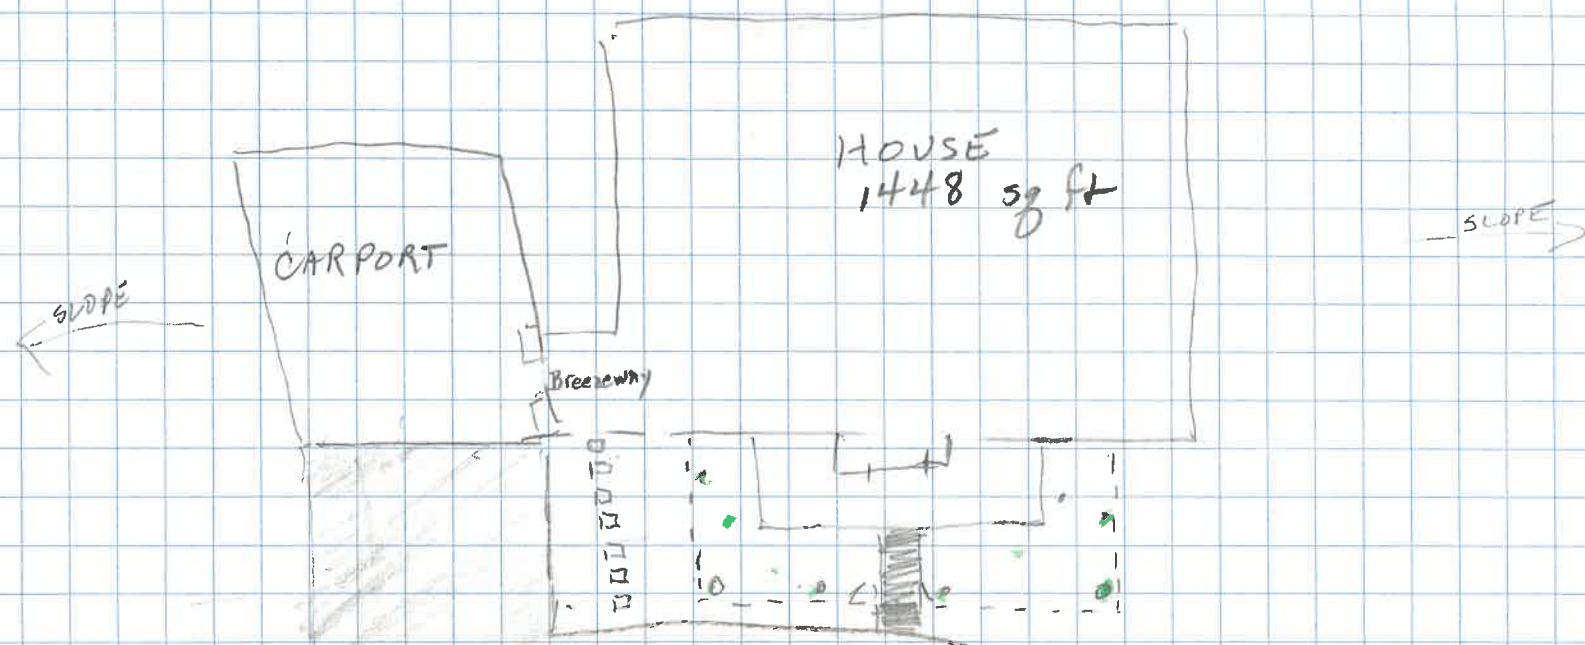 HOUSE
1448 sq ft
SLOPE
CARPORT
SLOPE
Breezeway